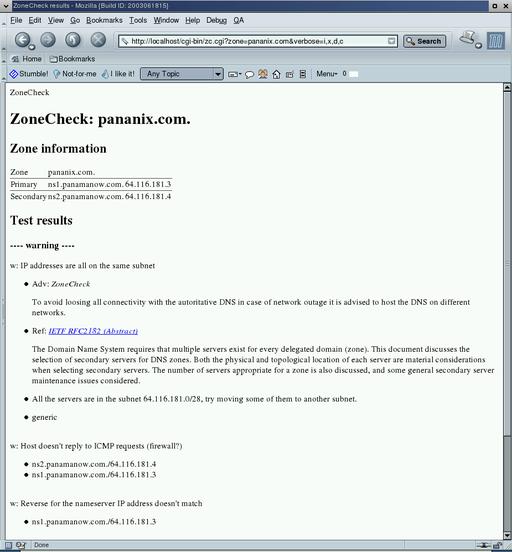 ZoneCheck results - Mozilla {Build ID: 2003061815}
File Edit View Go Bookmarks Tools Window Help Debug QA
http://localhost/cgi-bin/zc.cgi?zone=pananix.com&verbose=i,x,d,c Search
Home Bookmarks
Stumble! Not-for-me I like it! Any Topic Menu 0
ZoneCheck
ZoneCheck: pananix.com.
Zone information
Zone pananix.com.
Primary ns1.panamanow.com. 64.116.181.3
Secondary ns2.panamanow.com. 64.116.181.4
Test results
---- warning ----
w: IP addresses are all on the same subnet
Adv: ZoneCheck
To avoid loosing all connectivity with the autoritative DNS in case of network outage it is advised to host the DNS on different
networks.
Ref: IETF RFC2182 (Abstract)
The Domain Name System requires that multiple servers exist for every delegated domain (zone). This document discusses the
selection of secondary servers for DNS zones. Both the physical and topological location of each server are material considerations
when selecting secondary servers. The number of servers appropriate for a zone is also discussed, and some general secondary server
maintenance issues considered.
All the servers are in the subnet 64.116.181.0/28, try moving some of them to another subnet.
generic
w: Host doesn't reply to ICMP requests (firewall?)
ns2.panamanow.com./64.116.181.4
ns1.panamanow.com./64.116.181.3
w: Reverse for the nameserver IP address doesn't match
ns1.panamanow.com./64.116.181.3
Done